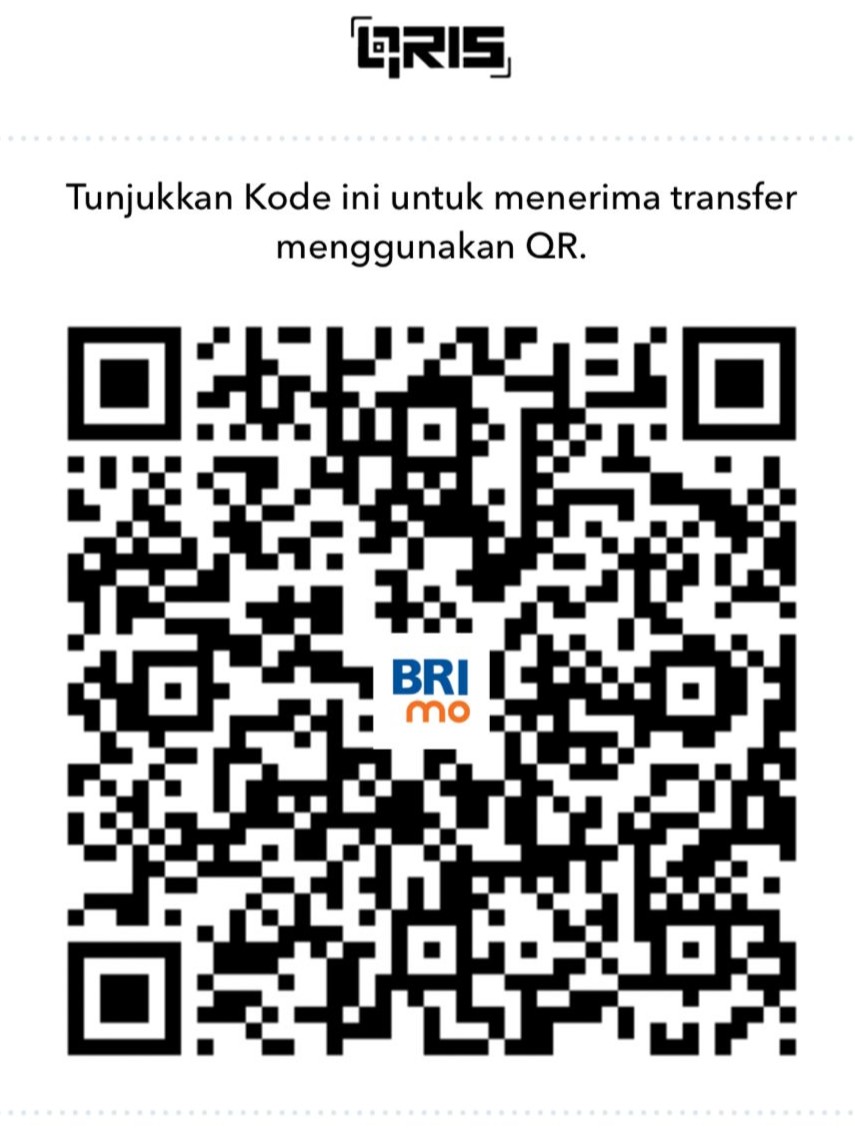 QRIS
Tunjukkan Kode ini untuk menerima transfer
menggunakan QR.
BRI
mo